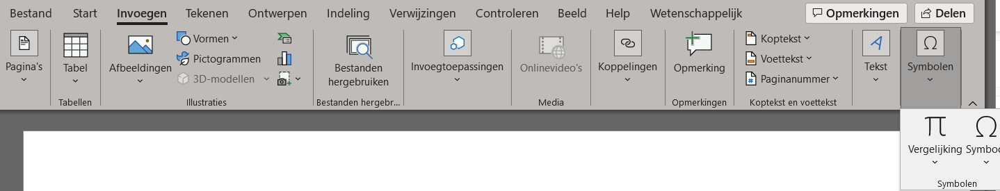 Bestand Start Invoegen Tekenen Ontwerpen Indeling Verwijzingen Controleren Beeld Help Wetenschappelijk Opmerkingen Delen
Vormen Koptekst
Pictogrammen Voettekst
Pagina's Tabel Afbeeldingen Bestanden Invoegtoepassingen Onlinevideo's Koppelingen Opmerking Tekst Symbolen
3D-modellen hergebruiken Paginanummer
Tabellen Illustraties Bestanden hergebr... Media Opmerkingen Koptekst en voettekst
Vergelijking Symboo
Symbolen